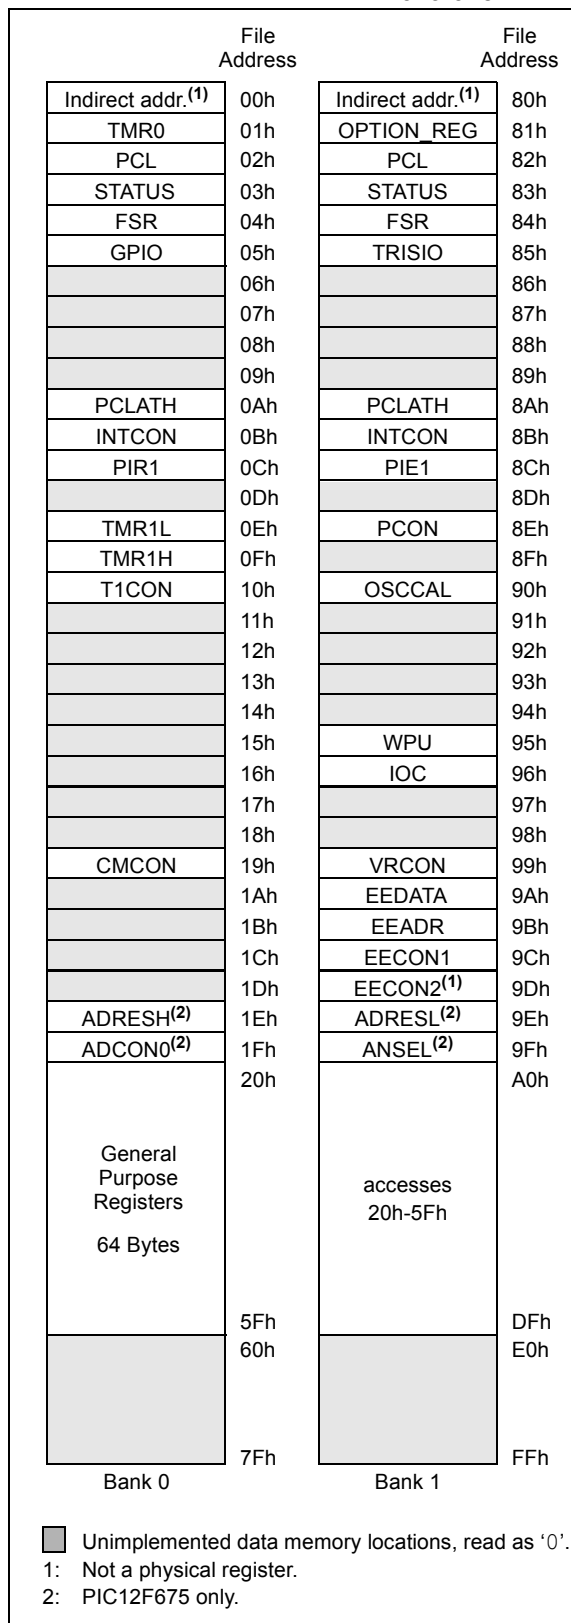 File Address File Address
Indirect addr.(1) 00h Indirect addr.(1) 80h
TMR0 01h OPTION_REG 81h
PCL 02h PCL 82h
STATUS 03h STATUS 83h
FSR 04h FSR 84h
GPIO 05h TRISIO 85h
06h 86h
07h 87h
08h 88h
09h 89h
PCLATH 0Ah PCLATH 8Ah
INTCON 0Bh INTCON 8Bh
PIR1 0Ch PIE1 8Ch
0Dh 8Dh
TMR1L 0Eh PCON 8Eh
TMR1H 0Fh 8Fh
T1CON 10h OSCCAL 90h
11h 91h
12h 92h
13h 93h
14h 94h
15h WPU 95h
16h IOC 96h
17h 97h
18h 98h
CMCON 19h VRCON 99h
1Ah EEDATA 9Ah
1Bh EEADR 9Bh
1Ch EECON1 9Ch
1Dh EECON2(1) 9Dh
ADRESH(2) 1Eh ADRESL(2) 9Eh
ADCON0(2) 1Fh ANSEL(2) 9Fh
20h A0h
General
Purpose
Registers
64 Bytes
accesses
20h-5Fh
5Fh DFh
60h E0h
7Fh FFh
Bank 0 Bank 1
Unimplemented data memory locations, read as ‘0’.
1: Not a physical register.
2: PIC12F675 only.